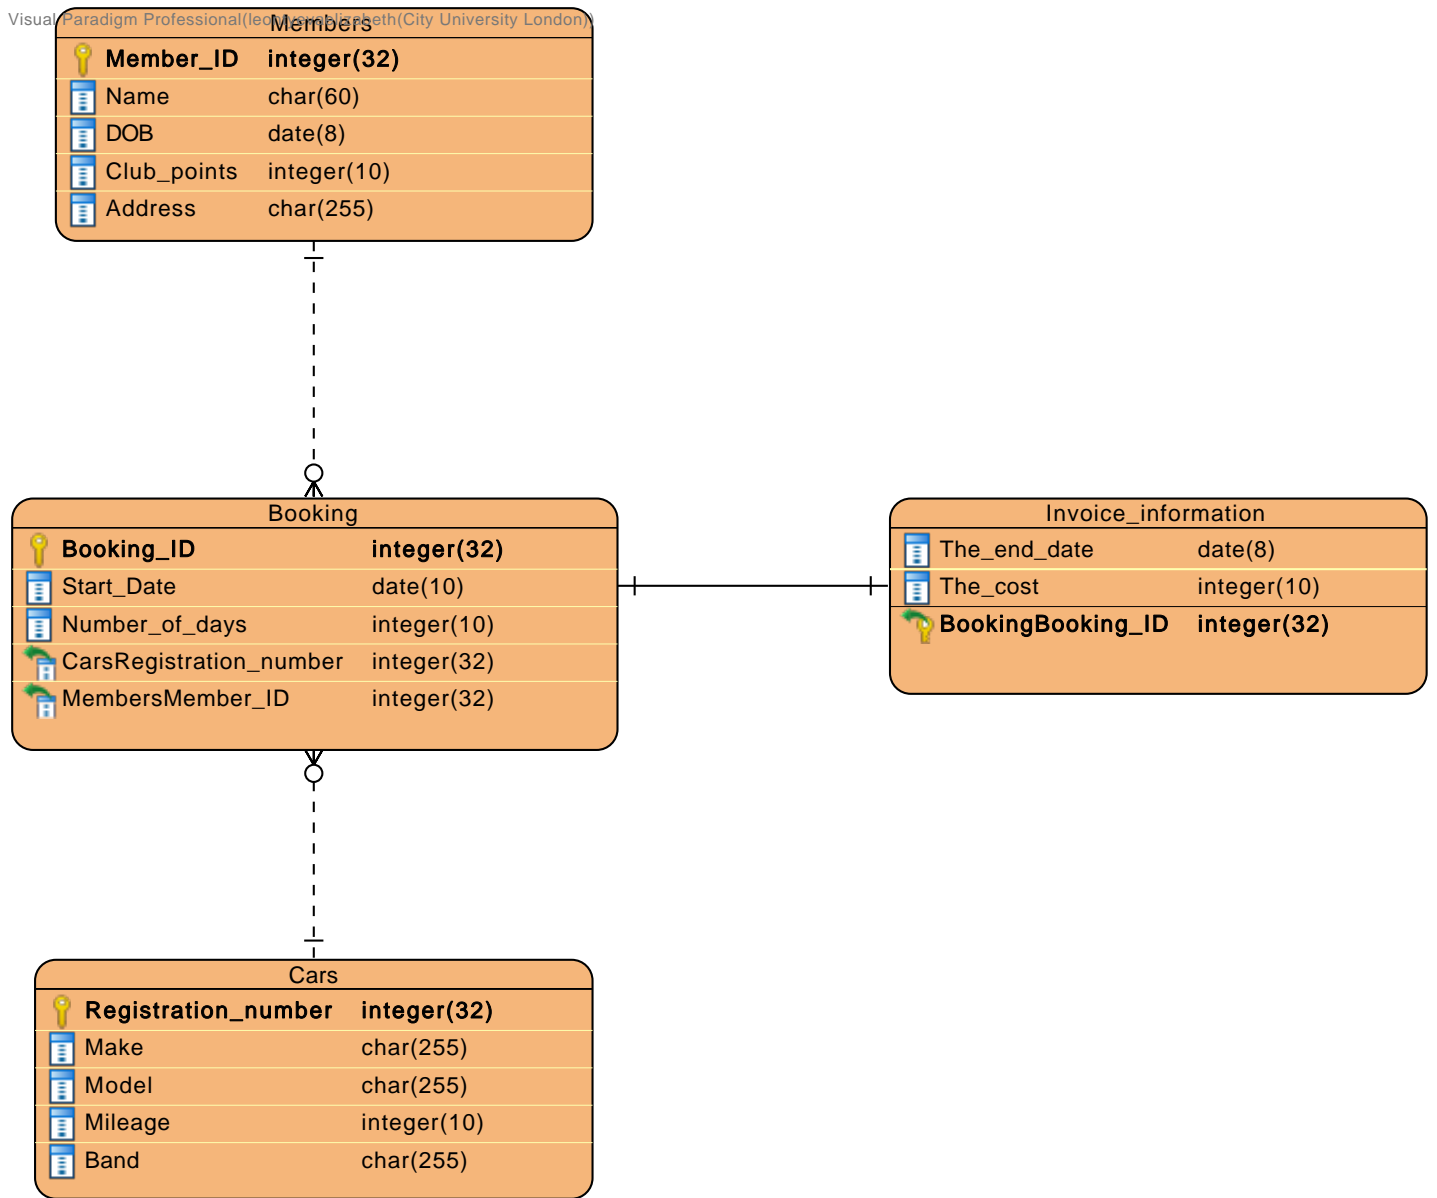 Visual Paradigm Professional(leontyevaelizabeth(City University London))
Members
Member_ID integer(32)
Name char(60)
DOB date(8)
Club_points integer(10)
Address char(255)
Booking
Booking_ID integer(32)
Start_Date date(10)
Number_of_days integer(10)
CarsRegistration_number integer(32)
MembersMember_ID integer(32)
Invoice_information
The_end_date date(8)
The_cost integer(10)
BookingBooking_ID integer(32)
Cars
Registration_number integer(32)
Make char(255)
Model char(255)
Mileage integer(10)
Band char(255)